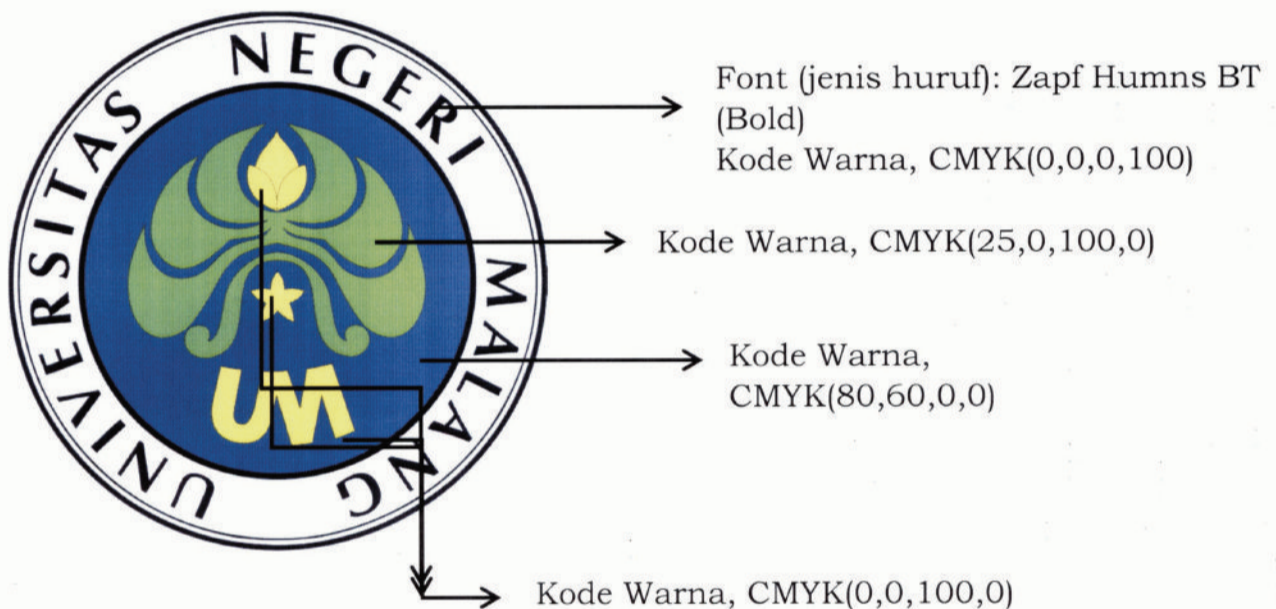 UNIVERSITAS NEGERI MALANG
UM
Font (jenis huruf): Zapf Humns BT
(Bold)
Kode Warna, CMYK(0,0,0,100)
Kode Warna, CMYK(25,0,100,0)
Kode Warna,
CMYK(80,60,0,0)
Kode Warna, CMYK(0,0,100,0)